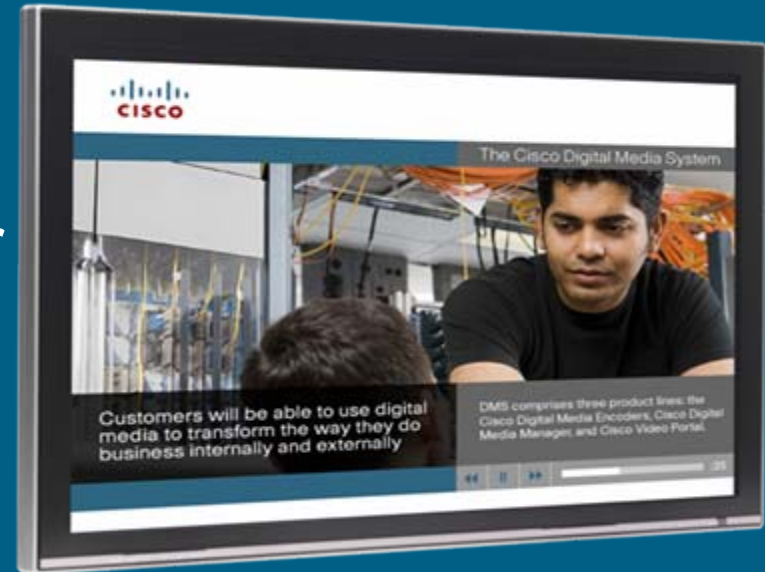 CISCO
The Cisco Digital Media System
Customers will be able to use digital
media to transform the way they do
business internally and externally
DMS comprises three product lines: the
Cisco Digital Media Encoders, Cisco Digital
Media Manager, and Cisco Video Portal.